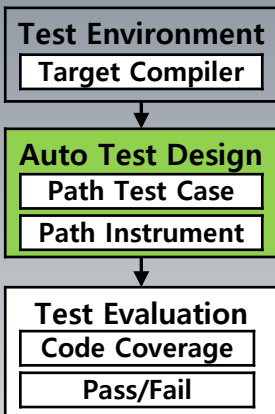 Test Environment
Target Compiler
Auto Test Design
Path Test Case
Path Instrument
Test Evaluation
Code Coverage
Pass/Fail